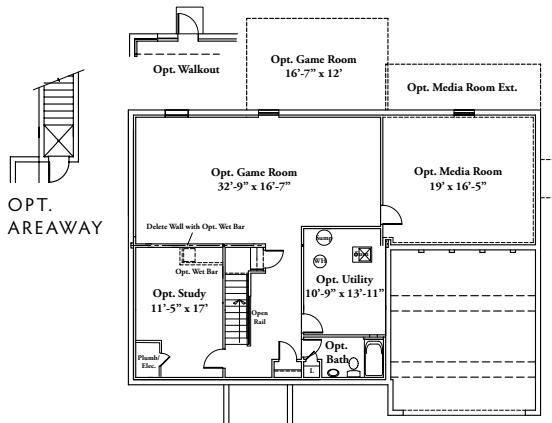 Opt. Walkout
Opt. Game Room
16'-7" x 12'
Opt. Media Room Ext.
OPT.
AREAWAY
Opt. Game Room
32'-9" x 16'-7"
Opt. Media Room
19' x 16'-5"
Delete Wall with Opt. Wet Bar
Sump
WH
Opt. Wet Bar
Opt. Utility
10'-9" x 13'-11"
Opt. Study
11'-5" x 17'
Open
Rail
Opt.
Bath
Plumb/
Elec.
L